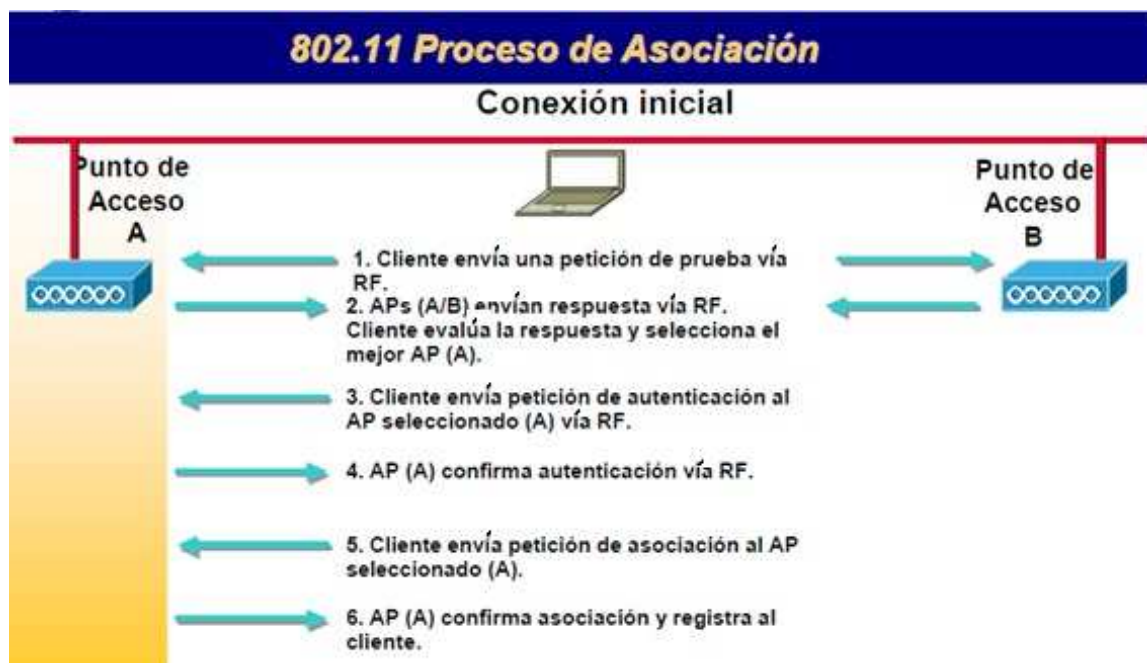 802.11 Proceso de Asociación
Conexión inicial
Punto de
Acceso
A
Punto de
Acceso
B
1. Cliente envía una petición de prueba vía
RF.
2. APs (A/B) envían respuesta vía RF.
Cliente evalúa la respuesta y selecciona el
mejor AP (A).
3. Cliente envía petición de autenticación al
AP seleccionado (A) vía RF.
4. AP (A) confirma autenticación vía RF.
5. Cliente envía petición de asociación al AP
seleccionado (A).
6. AP (A) confirma asociación y registra al
cliente.